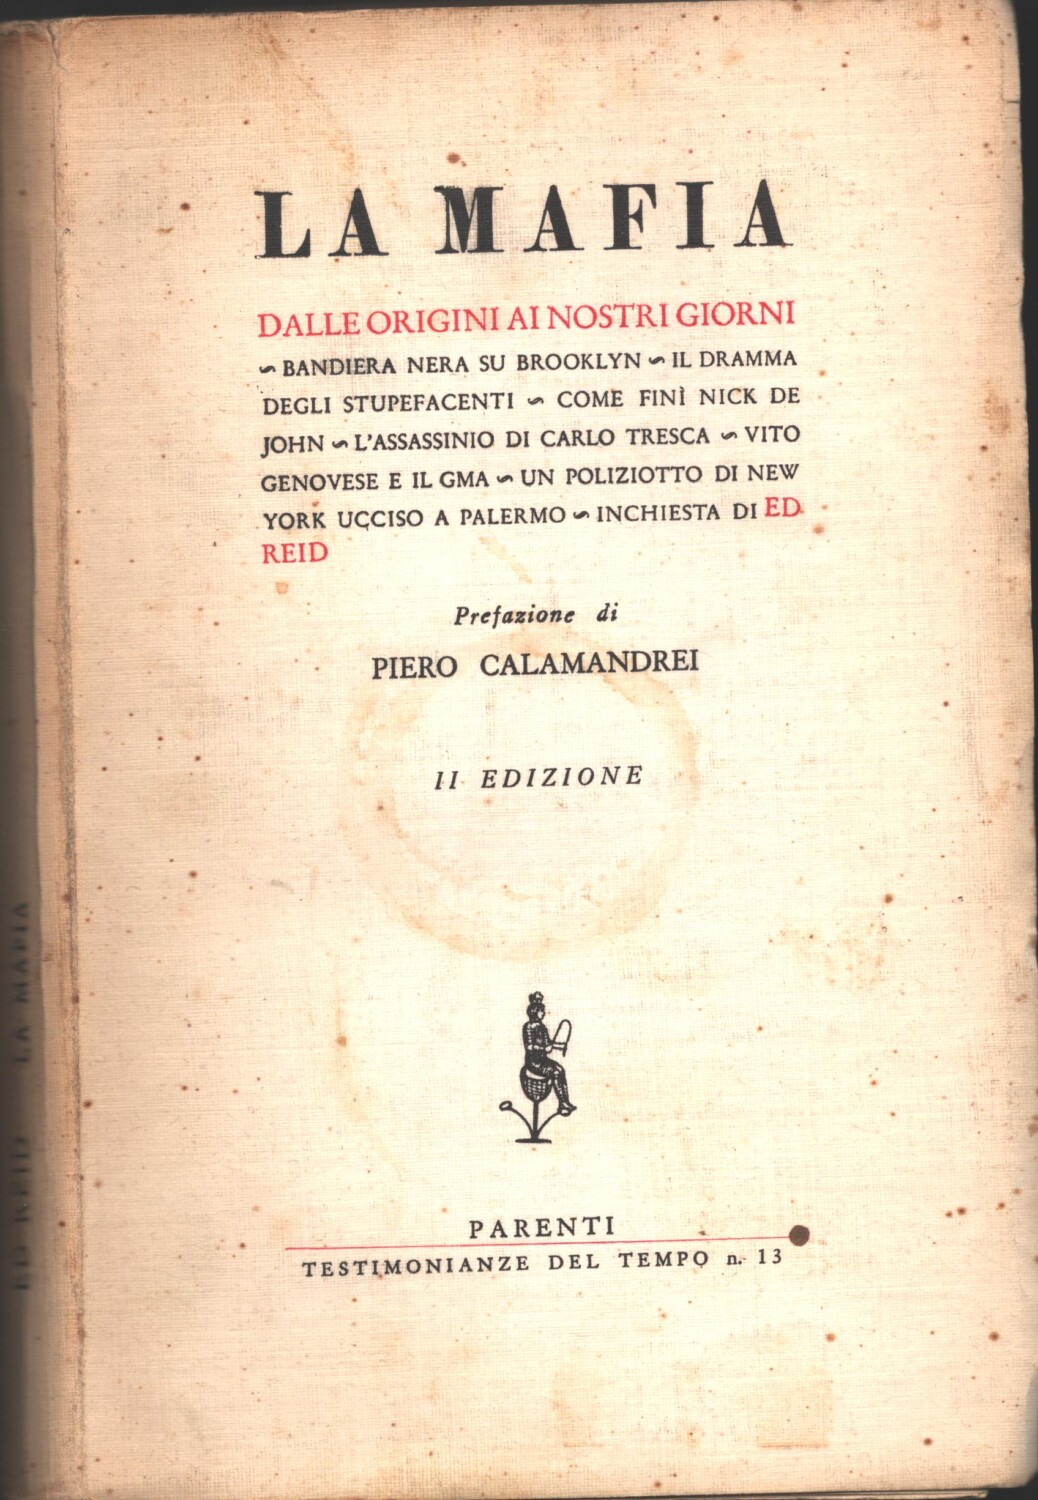 LA MAFIA
DALLE ORIGINI AI NOSTRI GIORNI
~ BANDIERA NERA SU BROOKLYN ~ IL DRAMMA
DEGLI STUPEFACENTI ~ COME FINÌ NICK DE
JOHN ~ L'ASSASSINIO DI CARLO TRESCA ~ VITO
GENOVESE E IL GMA ~ UN POLIZIOTTO DI NEW
YORK UCCISO A PALERMO ~ INCHIESTA DI ED
REID
Prefazione di
PIERO CALAMANDREI
II EDIZIONE
PARENTI
TESTIMONIANZE DEL TEMPO n. 13
ED REID LA MAFIA